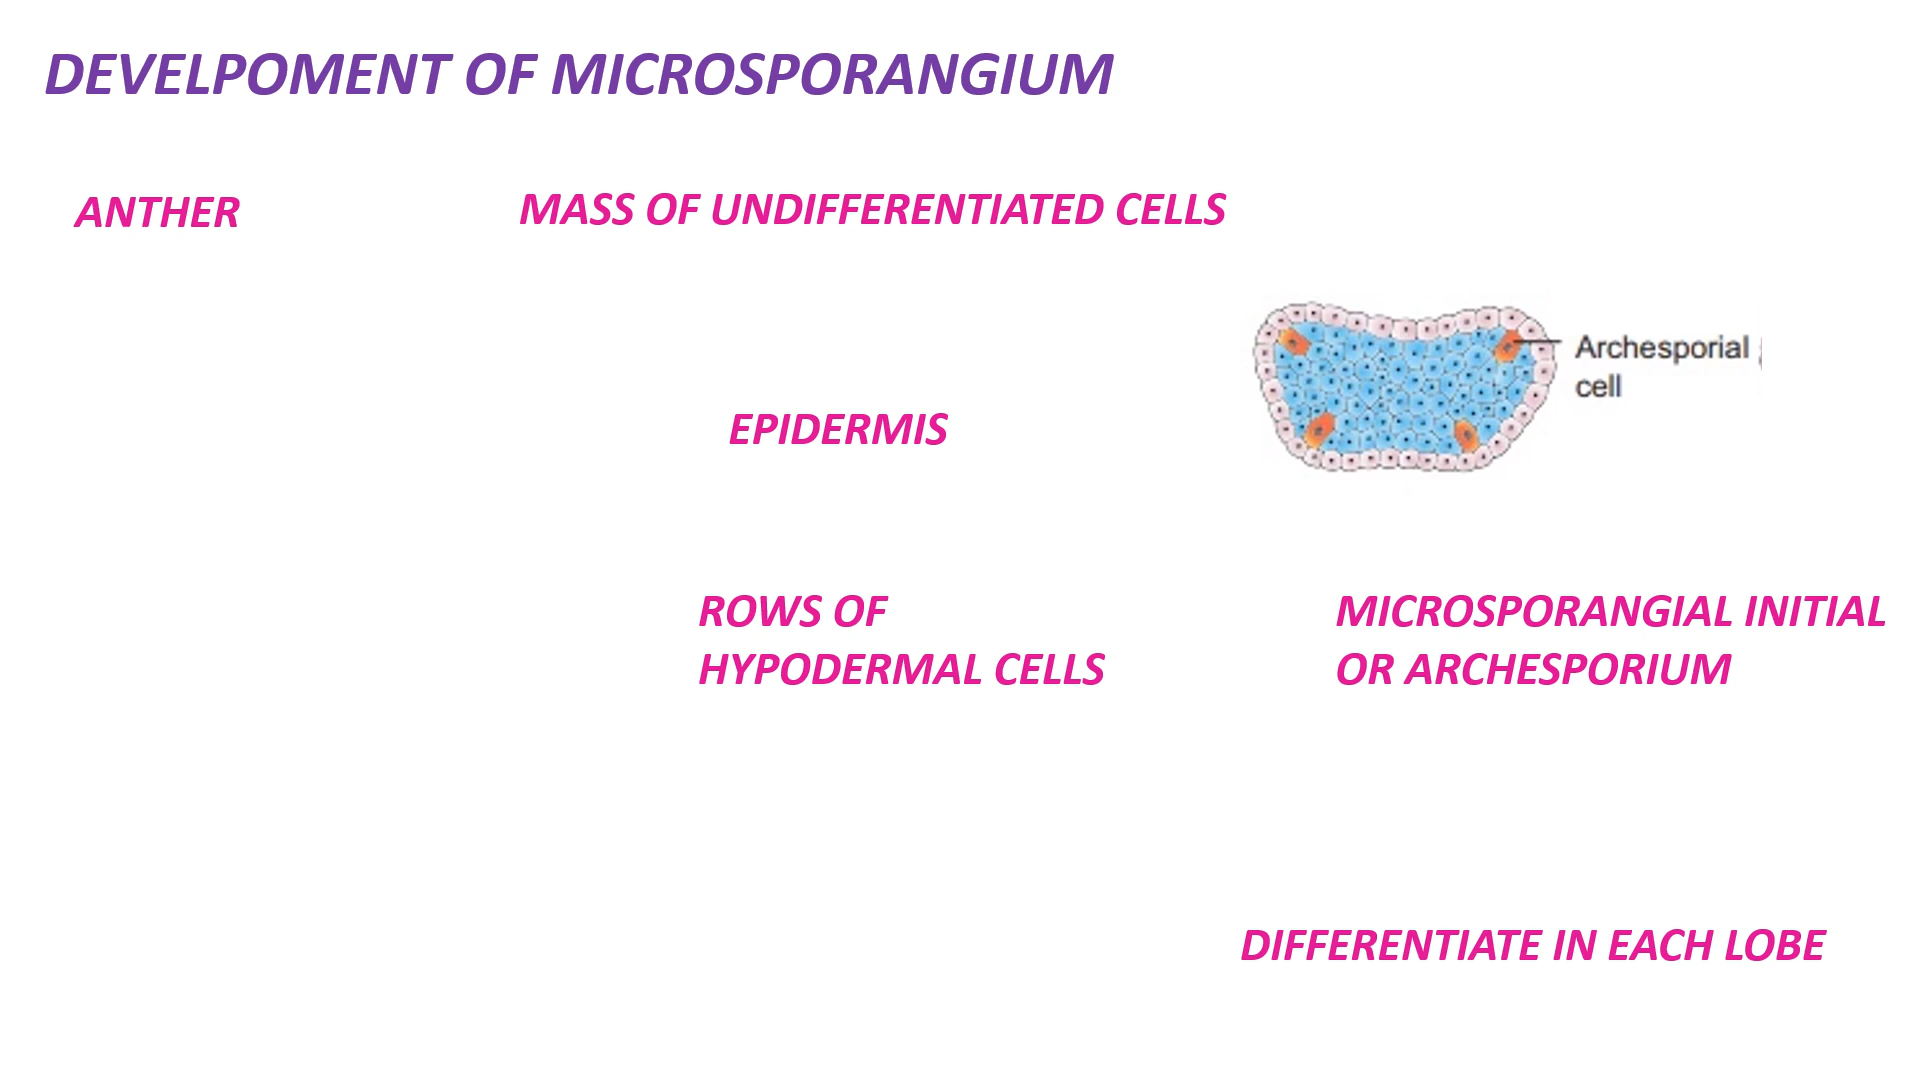 DEVELPOMENT OF MICROSPORANGIUM
ANTHER
MASS OF UNDIFFERENTIATED CELLS
Archesporial
cell
EPIDERMIS
ROWS OF
HYPODERMAL CELLS
MICROSPORANGIAL INITIAL
OR ARCHESPORIUM
DIFFERENTIATE IN EACH LOBE